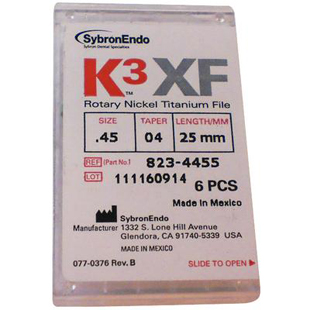 SybronEndo
Sybron Dental Specialties
K3™XF
Rotary Nickel Titanium File
SIZE TAPER LENGTH/MM
.45 04 25 mm
REF (Part No.) 823-4455
LOT 111160914
6 PCS
Made in Mexico
SybronEndo
Manufacturer 1332 S. Lone Hill Avenue
Glendora, CA 91740-5339 USA
MADE IN MEXICO
077-0376 Rev. B SLIDE TO OPEN